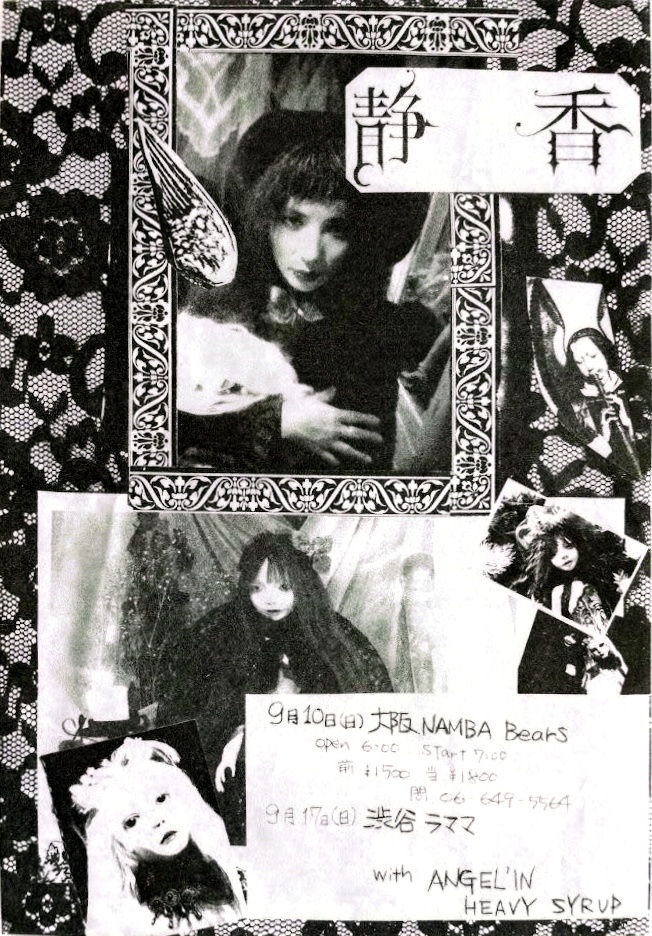 静香
9月10日(日) 大阪 NAMBA Bears
open 6:00 start 7:00
前 ¥1500 当 ¥1800
問 06 649-5564
9月17日(日) 渋谷 ラママ
with ANGEL'IN
HEAVY SYRUP